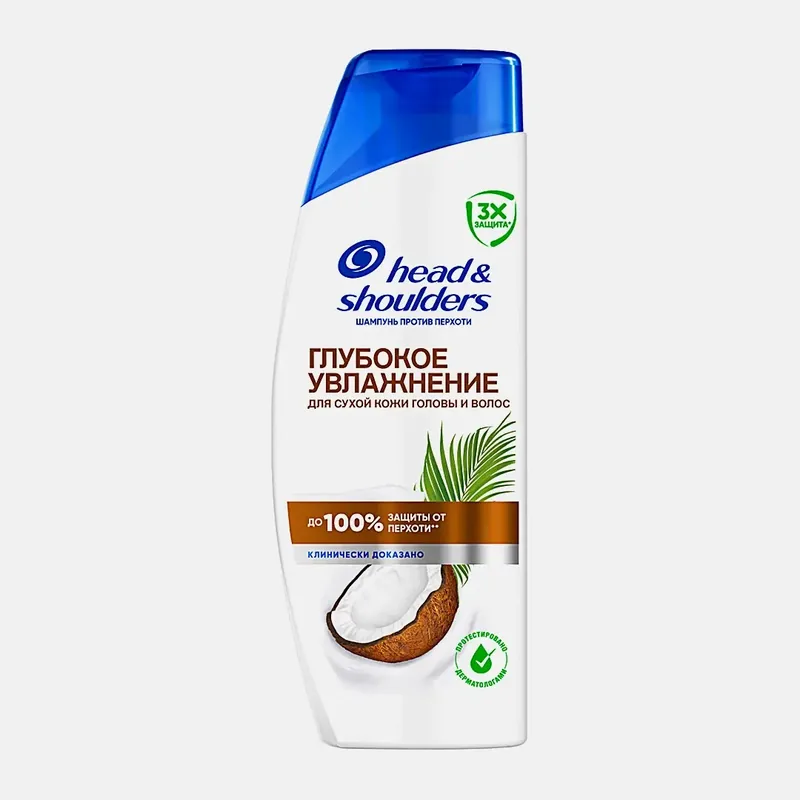 3X
ЗАЩИТА*
head&
shoulders
ШАМПУНЬ ПРОТИВ ПЕРХОТИ
ГЛУБОКОЕ
УВЛАЖНЕНИЕ
ДЛЯ СУХОЙ КОЖИ ГОЛОВЫ И ВОЛОС
ДО 100% ЗАЩИТЫ ОТ
ПЕРХОТИ**
КЛИНИЧЕСКИ ДОКАЗАНО
ПРОТЕСТИРОВАНО
ДЕРМАТОЛОГАМИ